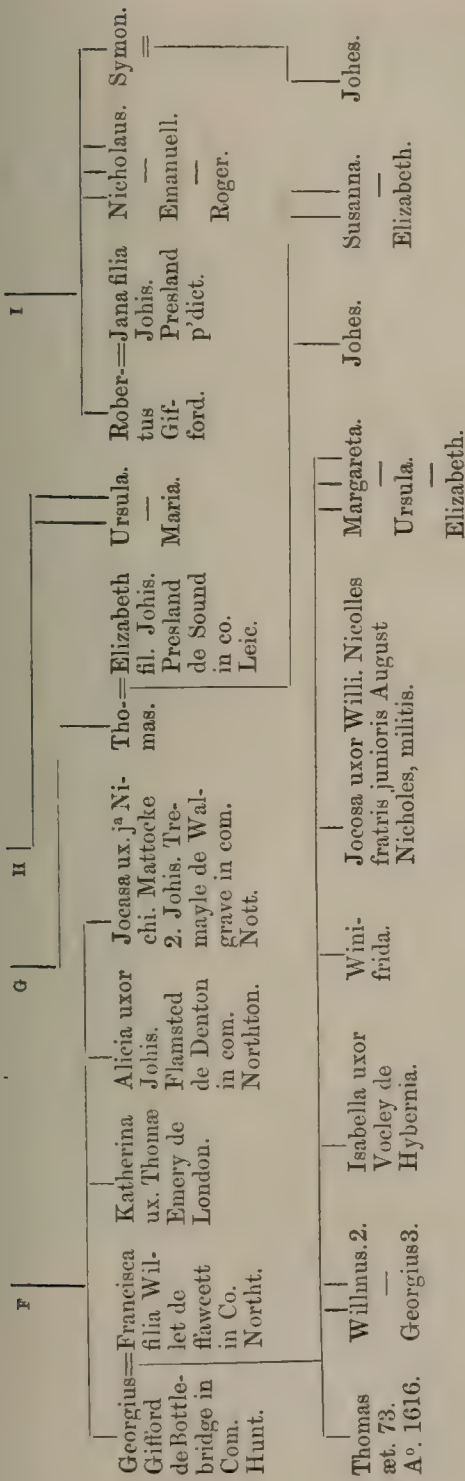 F
G
H
I
Georgius=Francisca
Gifford filia Wil-
de Bottle- let de
bridge in ffawcett
Com. in Co.
Hunt. Northt.
Katherina
ux. Thomæ
Emery de
London.
Alicia uxor
Johis.
Flamsted
de Denton
in com.
Northton.
Jocasa ux. jᵃ Ni-
chi. Mattocke
2. Johis. Tre-
mayle de Wal-
grave in com.
Nott.
Tho-=Elizabeth
mas. fil. Johis.
Presland
de Sound
in co.
Leic.
Ursula.
—
Maria.
Rober-=Jana filia
tus Johis.
Gif- Presland
ford. p'dict.
Nicholaus.
—
Emanuell.
—
Roger.
Symon.
=
Thomas
æt. 73.
Aº. 1616.
Willmus. 2.
—
Georgius 3.
Isabella uxor
Vocley de
Hybernia.
Wini-
frida.
Jocosa uxor Willi. Nicolles
fratris junioris August
Nicholes, militis.
Margareta.
—
Ursula.
—
Elizabeth.
Johes.
Susanna.
—
Elizabeth.
Johes.